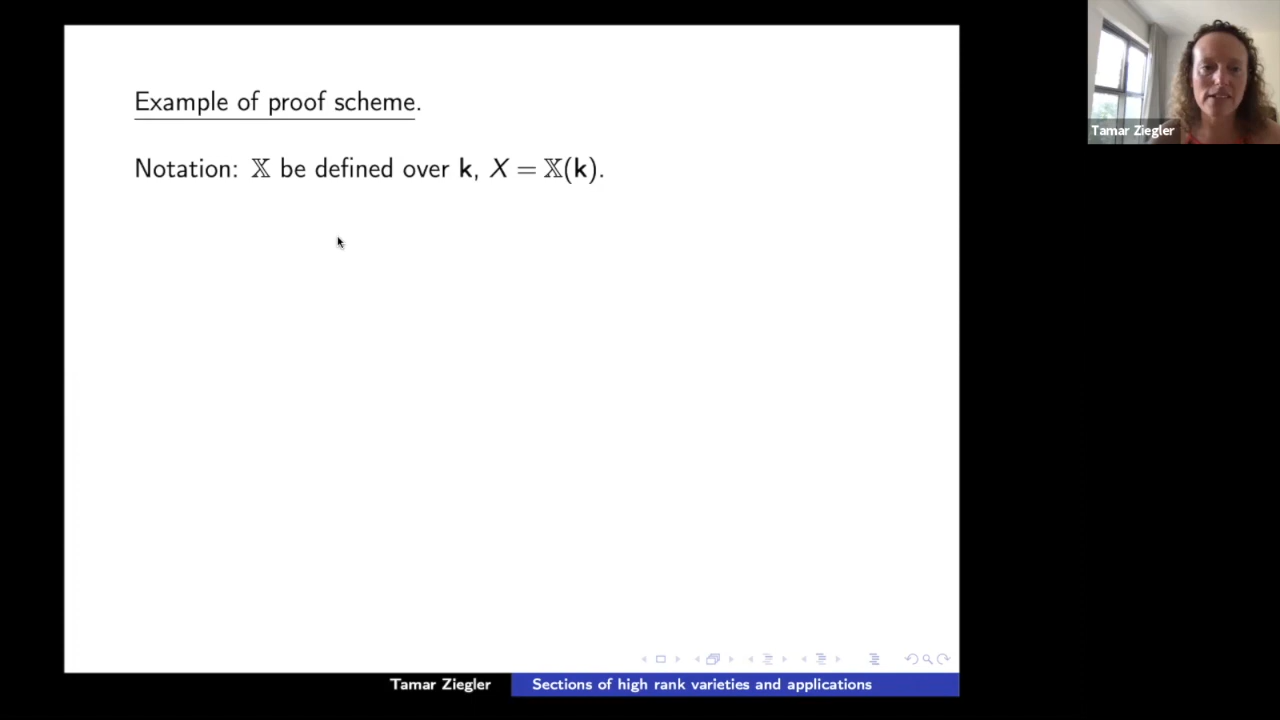 Example of proof scheme.
Notation: 𝕏 be defined over k, X = 𝕏(k).
Tamar Ziegler
Tamar Ziegler
Sections of high rank varieties and applications